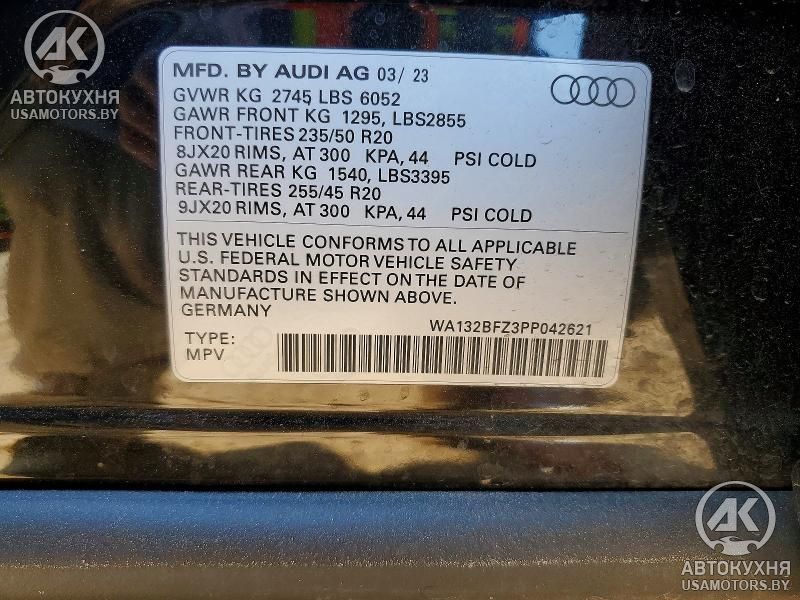 AK
АВТОКУХНЯ
USAMOTORS.BY
MFD. BY AUDI AG 03/ 23
GVWR KG 2745 LBS 6052
GAWR FRONT KG 1295, LBS2855
FRONT-TIRES 235/50 R20
8JX20 RIMS, AT 300 KPA, 44 PSI COLD
GAWR REAR KG 1540, LBS3395
REAR-TIRES 255/45 R20
9JX20 RIMS, AT 300 KPA, 44 PSI COLD
THIS VEHICLE CONFORMS TO ALL APPLICABLE
U.S. FEDERAL MOTOR VEHICLE SAFETY
STANDARDS IN EFFECT ON THE DATE OF
MANUFACTURE SHOWN ABOVE.
GERMANY
WA132BFZ3PP042621
TYPE:
MPV
AK
АВТОКУХНЯ
USAMOTORS.BY